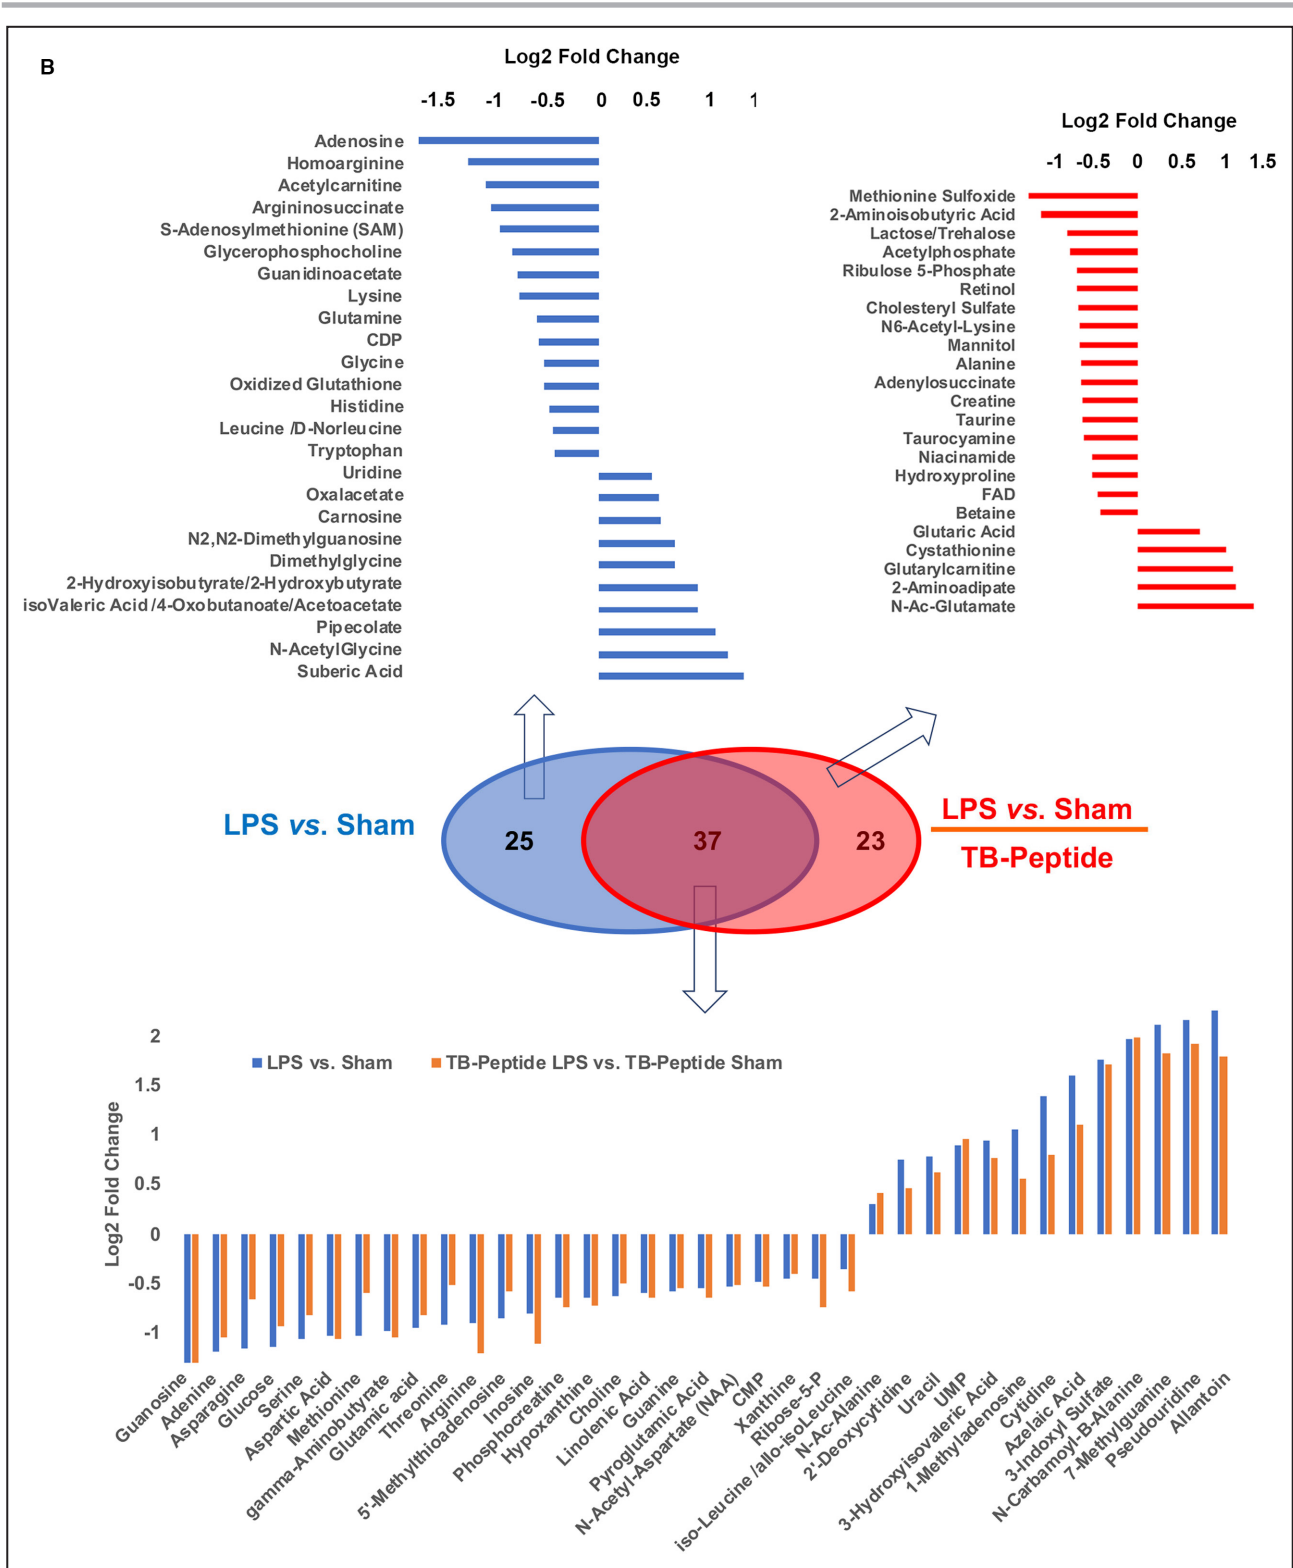 B
Log2 Fold Change
-1.5 -1 -0.5 0 0.5 1 1
Adenosine
Homoarginine
Acetylcarnitine
Argininosuccinate
S-Adenosylmethionine (SAM)
Glycerophosphocholine
Guanidinoacetate
Lysine
Glutamine
CDP
Glycine
Oxidized Glutathione
Histidine
Leucine /D-Norleucine
Tryptophan
Uridine
Oxalacetate
Carnosine
N2,N2-Dimethylguanosine
Dimethylglycine
2-Hydroxyisobutyrate/2-Hydroxybutyrate
isoValeric Acid /4-Oxobutanoate/Acetoacetate
Pipecolate
N-AcetylGlycine
Suberic Acid
Log2 Fold Change
-1 -0.5 0 0.5 1 1.5
Methionine Sulfoxide
2-Aminoisobutyric Acid
Lactose/Trehalose
Acetylphosphate
Ribulose 5-Phosphate
Retinol
Cholesteryl Sulfate
N6-Acetyl-Lysine
Mannitol
Alanine
Adenylosuccinate
Creatine
Taurine
Taurocyamine
Niacinamide
Hydroxyproline
FAD
Betaine
Glutaric Acid
Cystathionine
Glutarylcarnitine
2-Aminoadipate
N-Ac-Glutamate
LPS vs. Sham
25
37
23
LPS vs. Sham
TB-Peptide
LPS vs. Sham
TB-Peptide LPS vs. TB-Peptide Sham
Log2 Fold Change
2
1.5
1
0.5
0
-0.5
-1
Guanosine
Adenine
Asparagine
Glucose
Serine
Aspartic Acid
Methionine
gamma-Aminobutyrate
Glutamic acid
Threonine
Arginine
5'-Methylthioadenosine
Inosine
Phosphocreatine
Hypoxanthine
Choline
Linolenic Acid
Guanine
Pyroglutamic Acid
N-Acetyl-Aspartate (NAA)
CMP
Xanthine
Ribose-5-P
iso-Leucine /allo-isoLeucine
N-Ac-Alanine
2'-Deoxycytidine
Uracil
UMP
3-Hydroxyisovaleric Acid
1-Methyladenosine
Cytidine
Azelaic Acid
3-Indoxyl Sulfate
N-Carbamoyl-B-Alanine
7-Methylguanine
Pseudouridine
Allantoin